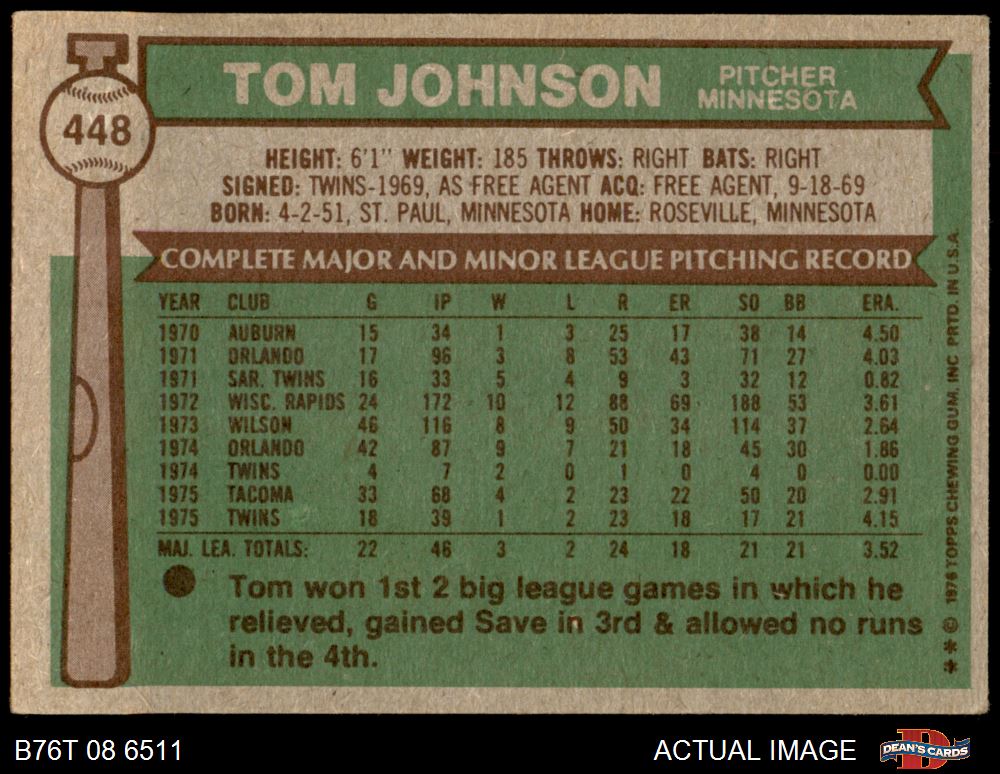 448
TOM JOHNSON
PITCHER
MINNESOTA
HEIGHT: 6'1" WEIGHT: 185 THROWS: RIGHT BATS: RIGHT
SIGNED: TWINS-1969, AS FREE AGENT ACQ: FREE AGENT, 9-18-69
BORN: 4-2-51, ST. PAUL, MINNESOTA HOME: ROSEVILLE, MINNESOTA
COMPLETE MAJOR AND MINOR LEAGUE PITCHING RECORD
YEAR CLUB G IP W L R ER SO BB ERA.
1970 AUBURN 15 34 1 3 25 17 38 14 4.50
1971 ORLANDO 17 96 3 8 53 43 71 27 4.03
1971 SAR. TWINS 16 33 5 4 9 3 32 12 0.82
1972 WISC. RAPIDS 24 172 10 12 88 69 188 53 3.61
1973 WILSON 46 116 8 9 50 34 114 37 2.64
1974 ORLANDO 42 87 9 7 21 18 45 30 1.86
1974 TWINS 4 7 2 0 1 0 4 0 0.00
1975 TACOMA 33 68 4 2 23 22 50 20 2.91
1975 TWINS 18 39 1 2 23 18 17 21 4.15
MAJ. LEA. TOTALS: 22 46 3 2 24 18 21 21 3.52
Tom won 1st 2 big league games in which he
relieved, gained Save in 3rd & allowed no runs
in the 4th.
** © 1976 TOPPS CHEWING GUM, INC PRTD. IN U.S.A.
B76T 08 6511
ACTUAL IMAGE
DEAN'S CARDS